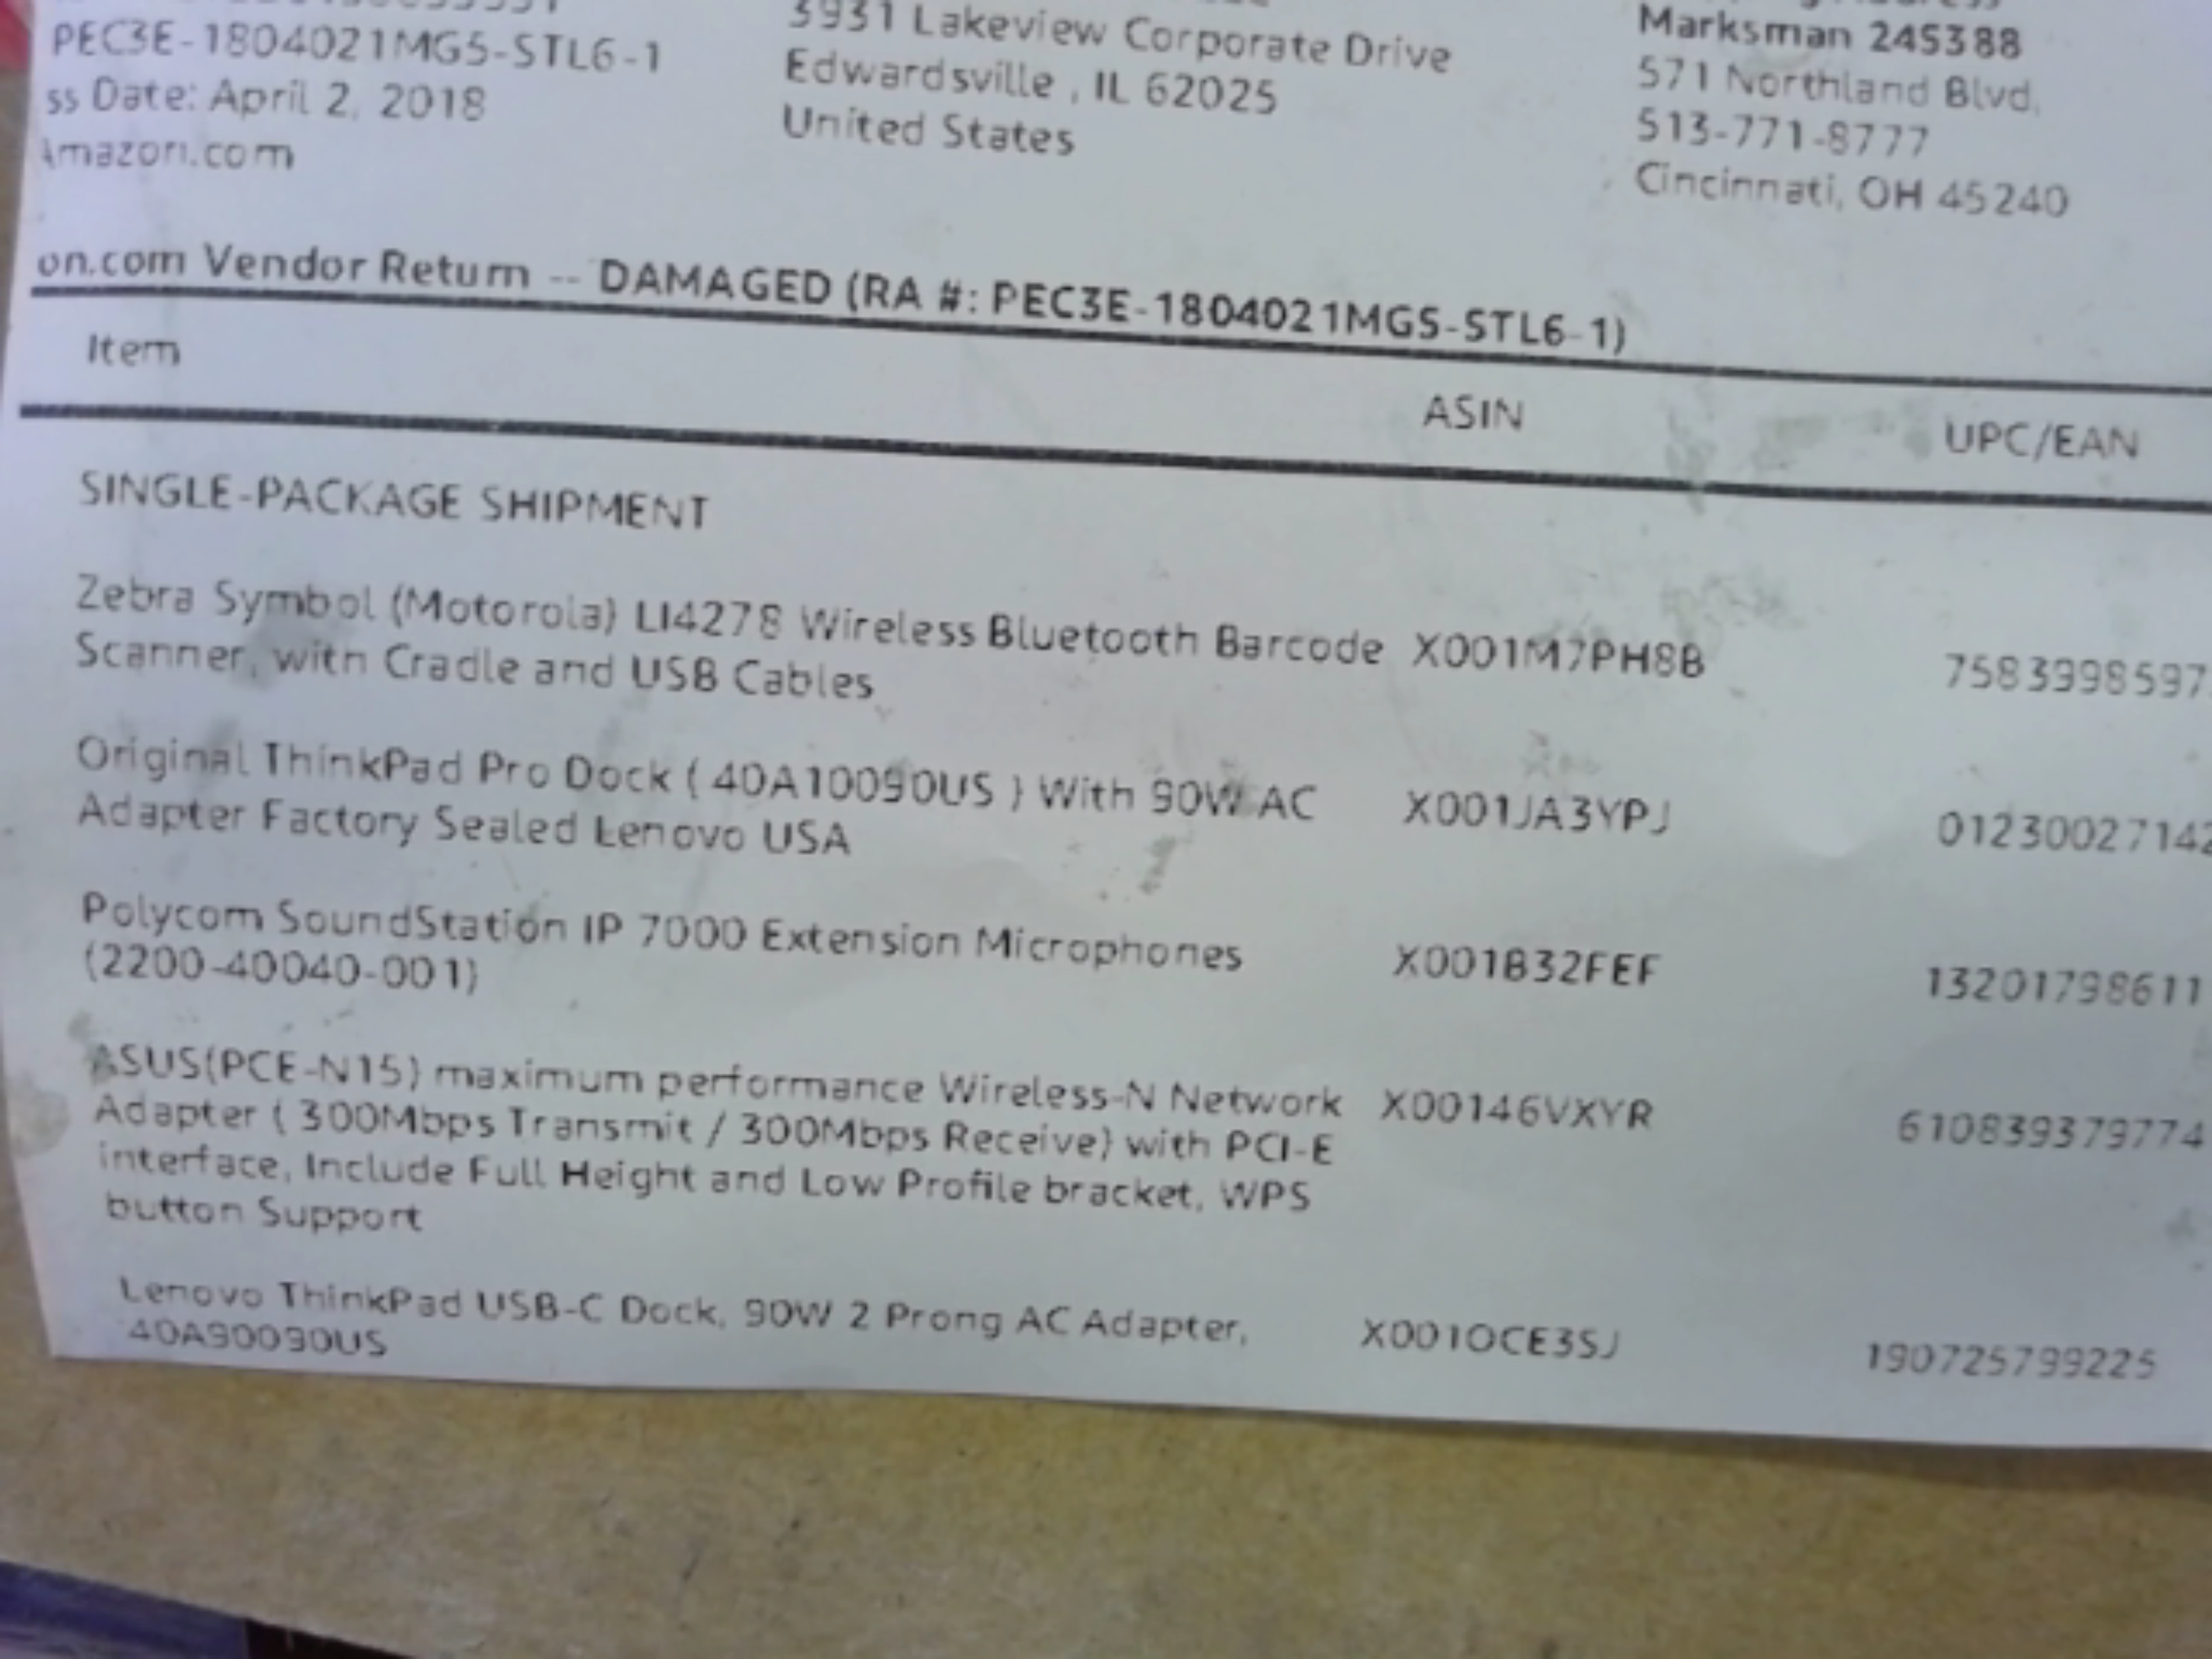 PEC3E-1804021MG5-STL6-1
ss Date: April 2, 2018
Amazon.com
3931 Lakeview Corporate Drive
Edwardsville , IL 62025
United States
Marksman 245388
571 Northland Blvd.
513-771-8777
Cincinnati, OH 45240
on.com Vendor Return -- DAMAGED (RA #: PEC3E-1804021MG5-STL6-1)
Item ASIN UPC/EAN
SINGLE-PACKAGE SHIPMENT
Zebra Symbol (Motorola) LI4278 Wireless Bluetooth Barcode X001M7PH8B 7583998597
Scanner, with Cradle and USB Cables
Original ThinkPad Pro Dock ( 40A10090US ) With 90W AC X001JA3YPJ 01230027142
Adapter Factory Sealed Lenovo USA
Polycom SoundStation IP 7000 Extension Microphones X001B32FEF 13201798611
(2200-40040-001)
ASUS(PCE-N15) maximum performance Wireless-N Network X00146VXYR 610839379774
Adapter ( 300Mbps Transmit / 300Mbps Receive) with PCI-E
interface, Include Full Height and Low Profile bracket, WPS
button Support
Lenovo ThinkPad USB-C Dock, 90W 2 Prong AC Adapter, X001OCE3SJ 190725799225
40A90090US